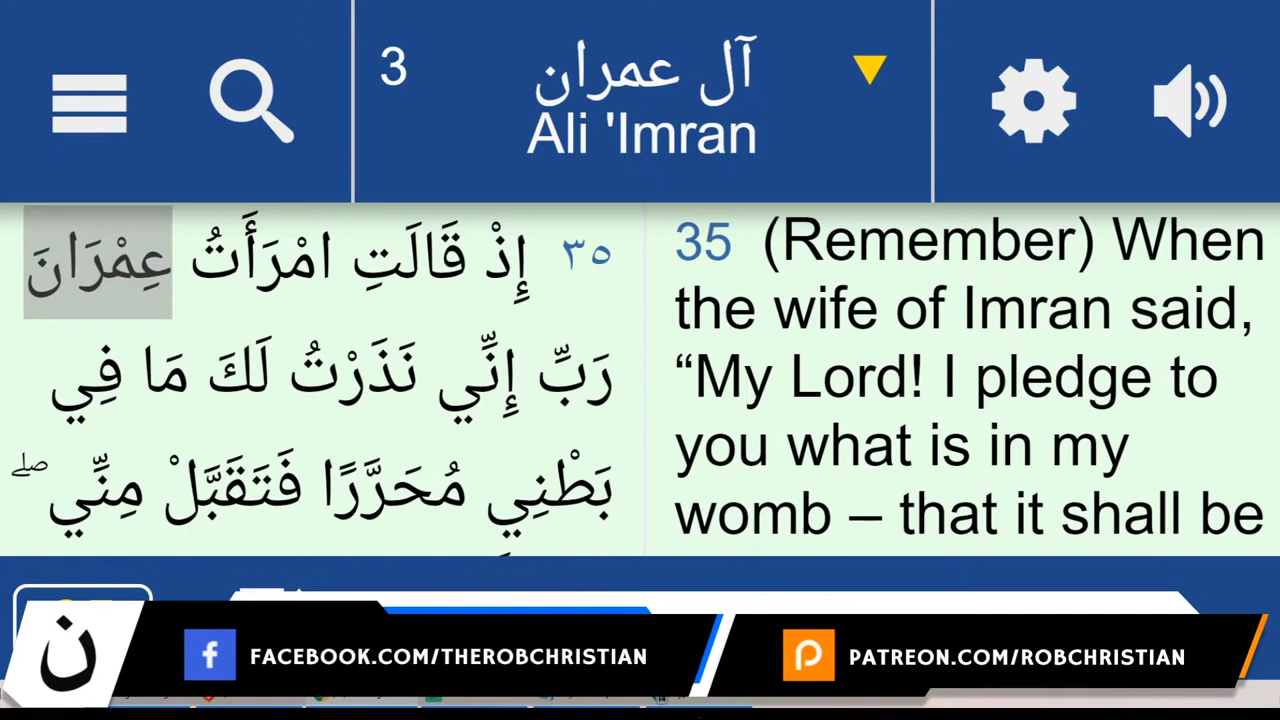 3
آل عمران
Ali 'Imran
٣٥ إِذْ قَالَتِ امْرَأَتُ عِمْرَانَ
رَبِّ إِنِّي نَذَرْتُ لَكَ مَا فِي
بَطْنِي مُحَرَّرًا فَتَقَبَّلْ مِنِّي ۖ
35 (Remember) When
the wife of Imran said,
“My Lord! I pledge to
you what is in my
womb – that it shall be
ن
f FACEBOOK.COM/THEROBCHRISTIAN
PATREON.COM/ROBCHRISTIAN